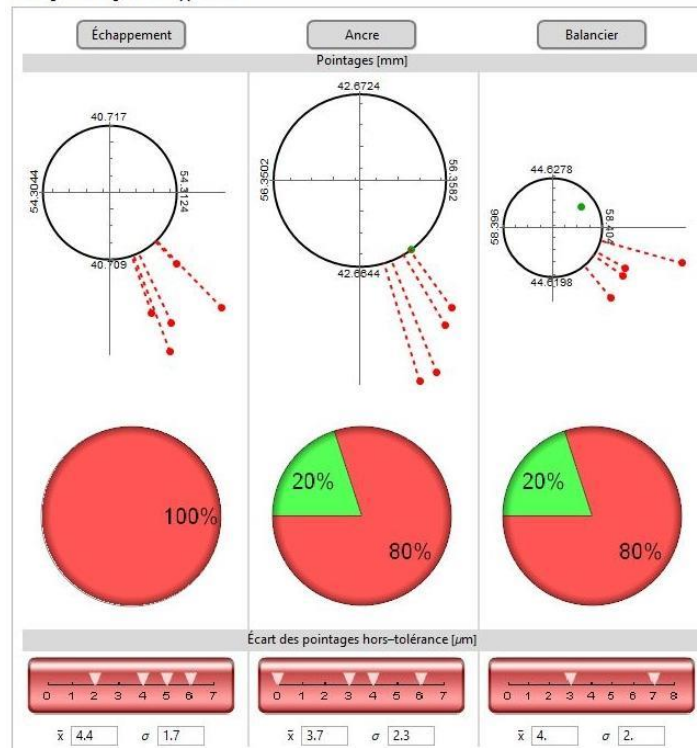 Échappement
Ancre
Balancier
Pointages [mm]
40.717
54.3044
54.3124
40.709
42.6724
56.3582
42.6644
44.6278
58.396
58.404
44.6198
100%
20%
80%
20%
80%
Écart des pointages hors-tolérance [μm]
0 1 2 3 4 5 6 7
0 1 2 3 4 5 6 7
0 1 2 3 4 5 6 7 8
x̄ 4.4 σ 1.7
x̄ 3.7 σ 2.3
x̄ 4. σ 2.